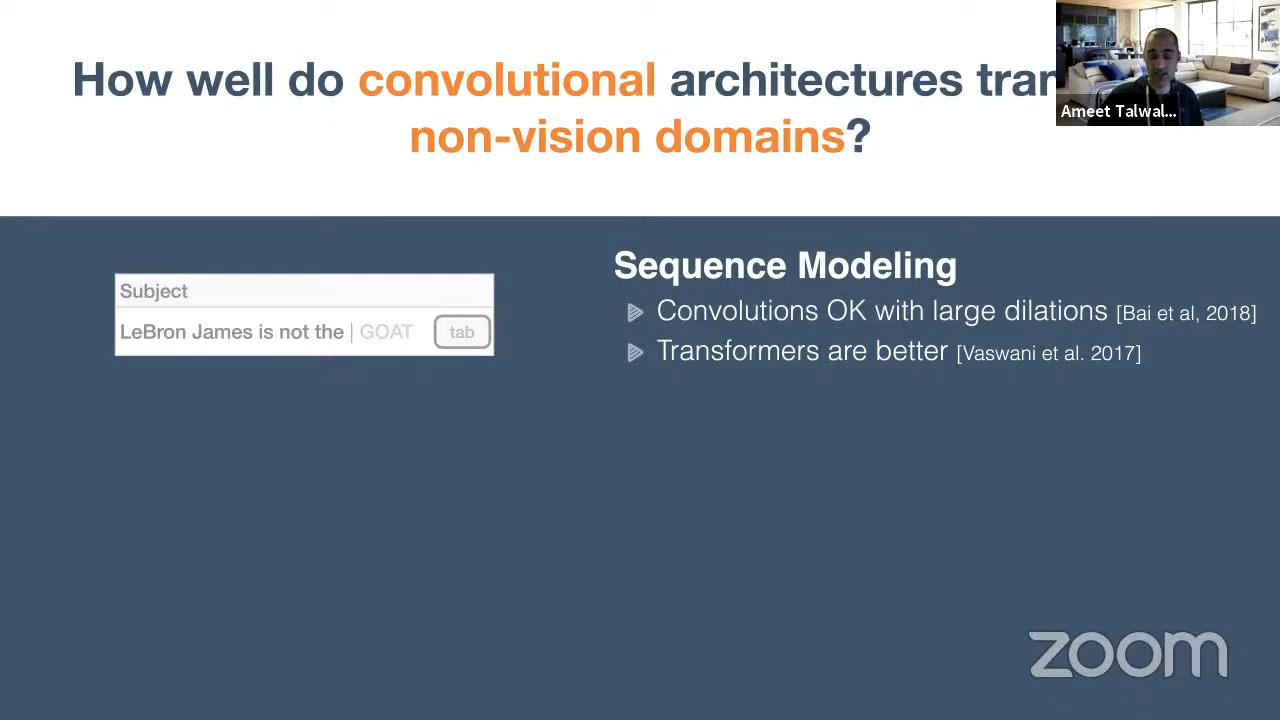 How well do convolutional architectures tran
non-vision domains?
Ameet Talwal...
Sequence Modeling
Convolutions OK with large dilations [Bai et al, 2018]
Transformers are better [Vaswani et al. 2017]
Subject
LeBron James is not the | GOAT tab
zoom